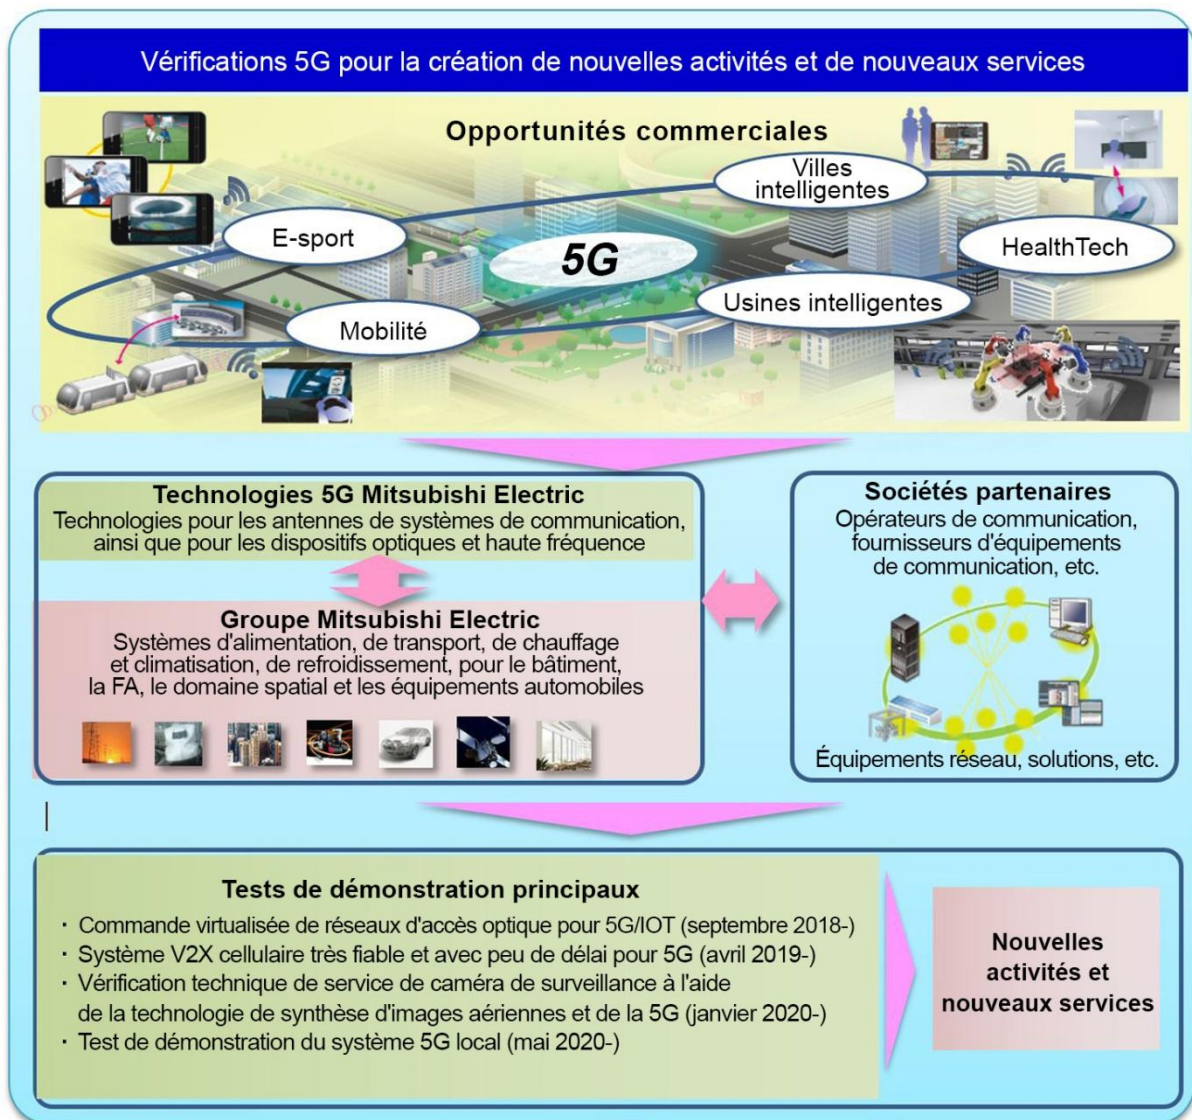 Vérifications 5G pour la création de nouvelles activités et de nouveaux services
Opportunités commerciales
Villes
intelligentes
E-sport
5G
HealthTech
Usines intelligentes
Mobilité
Technologies 5G Mitsubishi Electric
Technologies pour les antennes de systèmes de communication,
ainsi que pour les dispositifs optiques et haute fréquence
Groupe Mitsubishi Electric
Systèmes d'alimentation, de transport, de chauffage
et climatisation, de refroidissement, pour le bâtiment,
la FA, le domaine spatial et les équipements automobiles
Sociétés partenaires
Opérateurs de communication,
fournisseurs d'équipements
de communication, etc.
Équipements réseau, solutions, etc.
Tests de démonstration principaux
· Commande virtualisée de réseaux d'accès optique pour 5G/IOT (septembre 2018-)
· Système V2X cellulaire très fiable et avec peu de délai pour 5G (avril 2019-)
· Vérification technique de service de caméra de surveillance à l'aide
de la technologie de synthèse d'images aériennes et de la 5G (janvier 2020-)
· Test de démonstration du système 5G local (mai 2020-)
Nouvelles
activités et
nouveaux services